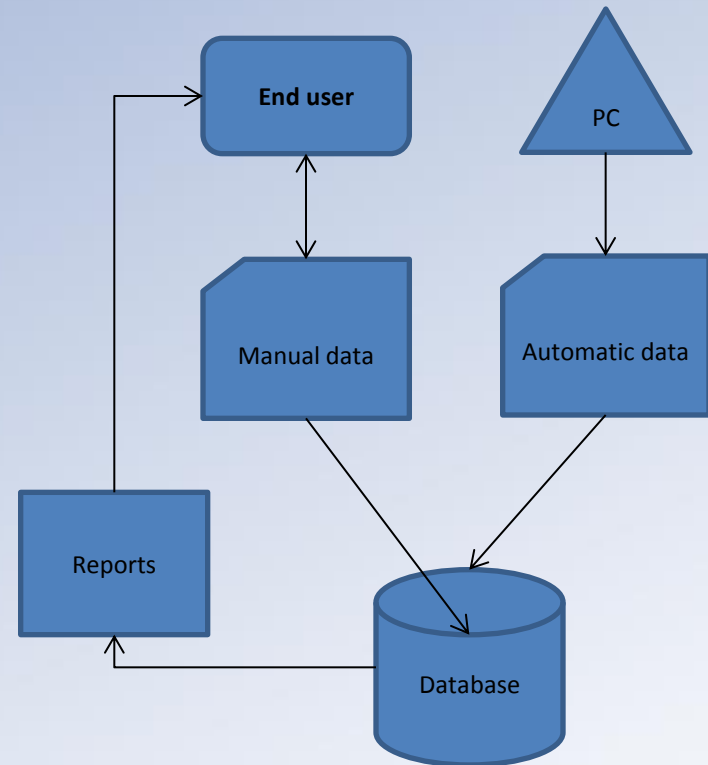 End user
PC
Manual data
Automatic data
Reports
Database